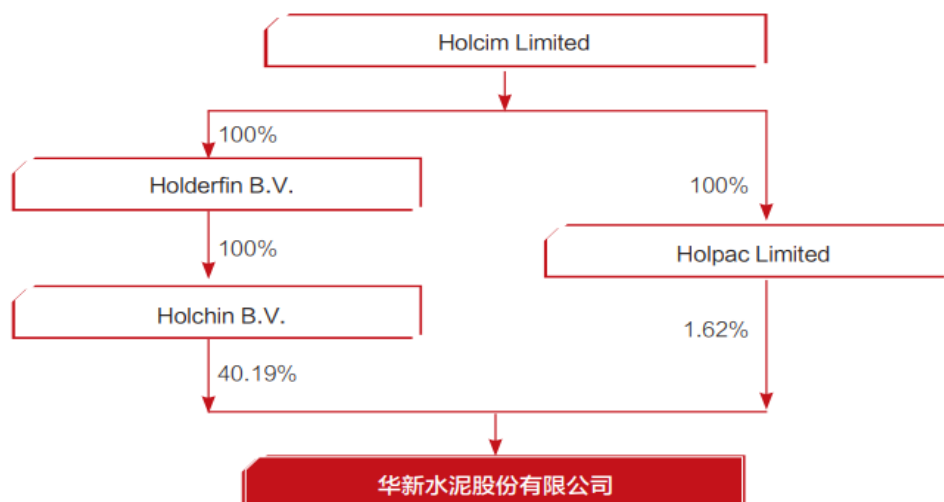 Holcim Limited
100%
Holderfin B.V.
100%
100%
Holpac Limited
Holchin B.V.
1.62%
40.19%
华新水泥股份有限公司